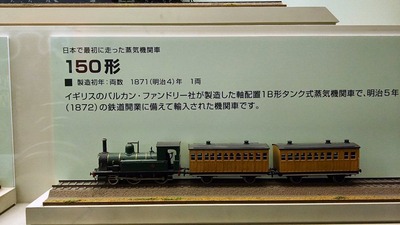 日本で最初に走った蒸気機関車
150形
■ 製造初年：両数　1871（明治4）年　1両
イギリスのバルカン・ファンドリー社が製造した軸配置1B形タンク式蒸気機関車で、明治5年
（1872）の鉄道開業に備えて輸入された機関車です。